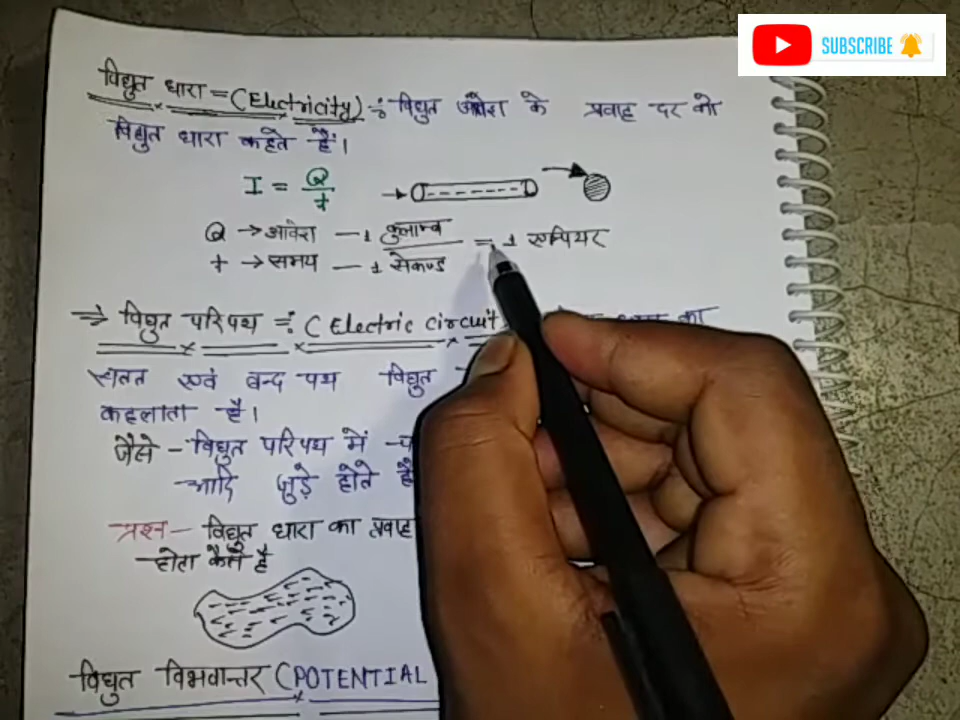 SUBSCRIBE
विद्युत धारा = (Electricity) ÷ विद्युत आवेश के प्रवाह दर को
विद्युत धारा कहते हैं।
I = Q/t
Q → आवेश — 1 कुलाम्ब = 1 एम्पियर
t → समय — 1 सेकण्ड
⇒ विद्युत परिपथ ÷ (Electric circuit) का
सतत एवं बन्द पथ विद्युत
कहलाता है।
जैसे - विद्युत परिपथ में
आदि जुड़े होते है
प्रश्न - विद्युत धारा का प्रवाह
होता कैसे है
विद्युत विभवान्तर (POTENTIAL